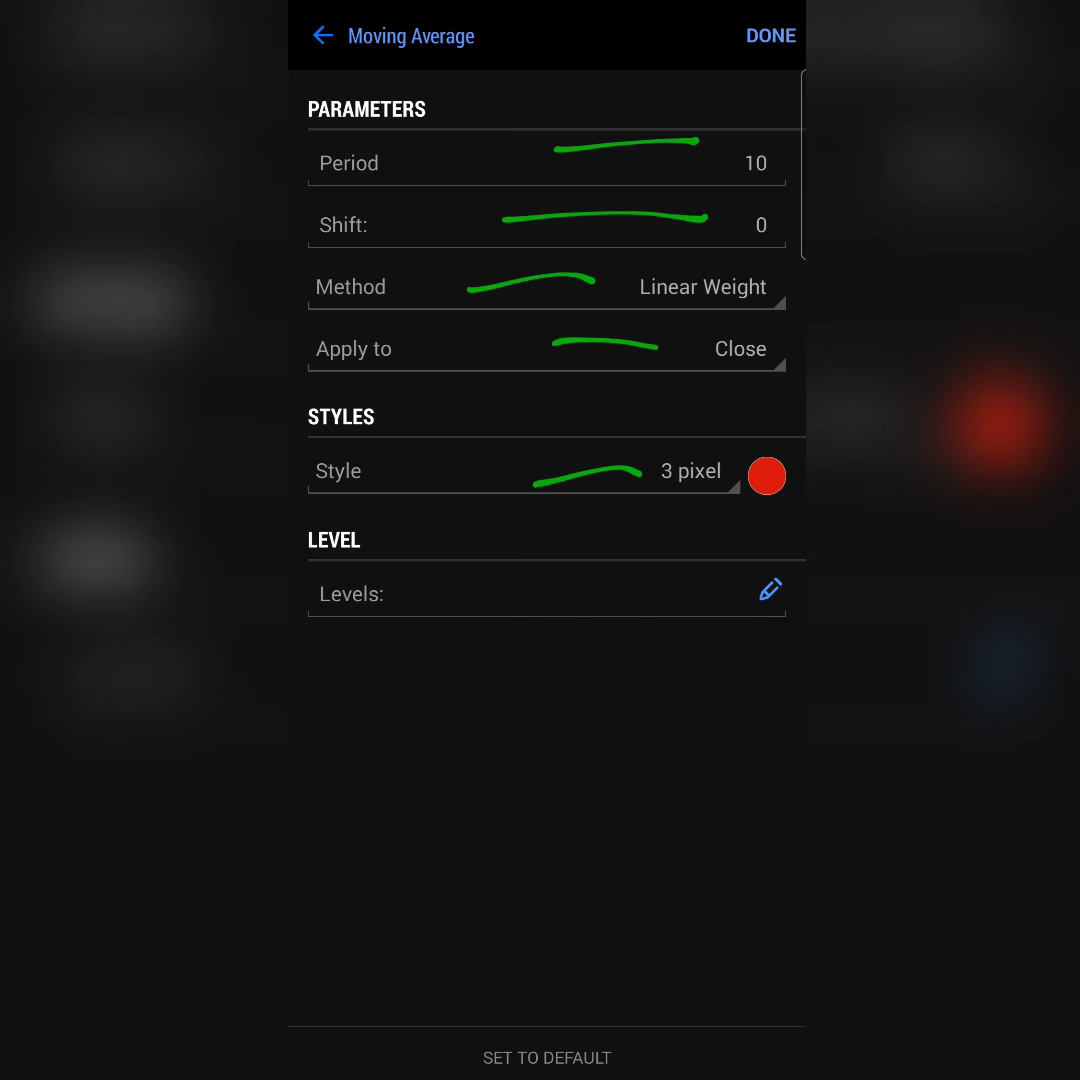 Moving Average DONE
PARAMETERS
Period 10
Shift: 0
Method Linear Weight
Apply to Close
STYLES
Style 3 pixel
LEVEL
Levels:
SET TO DEFAULT